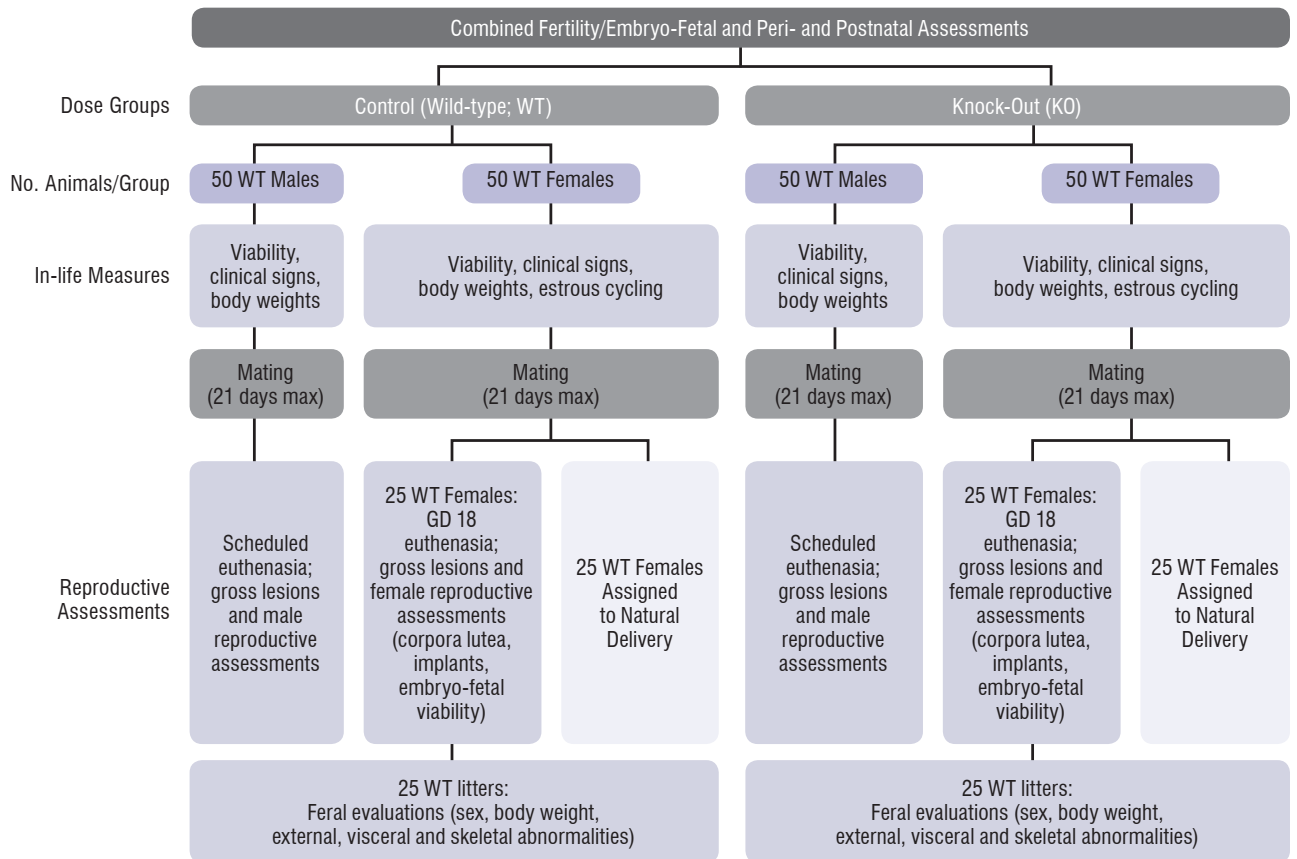 Combined Fertility/Embryo-Fetal and Peri- and Postnatal Assessments
Dose Groups
Control (Wild-type; WT)
Knock-Out (KO)
No. Animals/Group
50 WT Males
50 WT Females
50 WT Males
50 WT Females
In-life Measures
Viability,
clinical signs,
body weights
Viability, clinical signs,
body weights, estrous cycling
Viability,
clinical signs,
body weights
Viability, clinical signs,
body weights, estrous cycling
Mating
(21 days max)
Mating
(21 days max)
Mating
(21 days max)
Mating
(21 days max)
Reproductive
Assessments
Scheduled
euthenasia;
gross lesions
and male
reproductive
assessments
25 WT Females:
GD 18
euthenasia;
gross lesions and
female reproductive
assessments
(corpora lutea,
implants,
embryo-fetal
viability)
25 WT Females
Assigned
to Natural
Delivery
Scheduled
euthenasia;
gross lesions
and male
reproductive
assessments
25 WT Females:
GD 18
euthenasia;
gross lesions and
female reproductive
assessments
(corpora lutea,
implants,
embryo-fetal
viability)
25 WT Females
Assigned
to Natural
Delivery
25 WT litters:
Feral evaluations (sex, body weight,
external, visceral and skeletal abnormalities)
25 WT litters:
Feral evaluations (sex, body weight,
external, visceral and skeletal abnormalities)